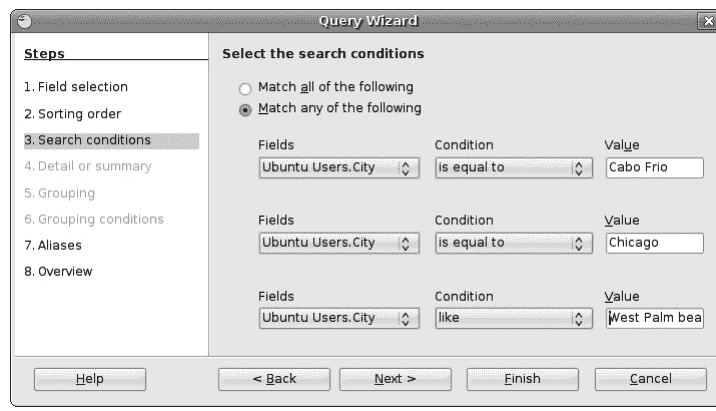 Query Wizard
Steps
1. Field selection
2. Sorting order
3. Search conditions
4. Detail or summary
5. Grouping
6. Grouping conditions
7. Aliases
8. Overview
Select the search conditions
Match all of the following
Match any of the following
Fields Condition Value
Ubuntu Users.City is equal to Cabo Frio
Fields Condition Value
Ubuntu Users.City is equal to Chicago
Fields Condition Value
Ubuntu Users.City like West Palm bea
Help < Back Next > Finish Cancel